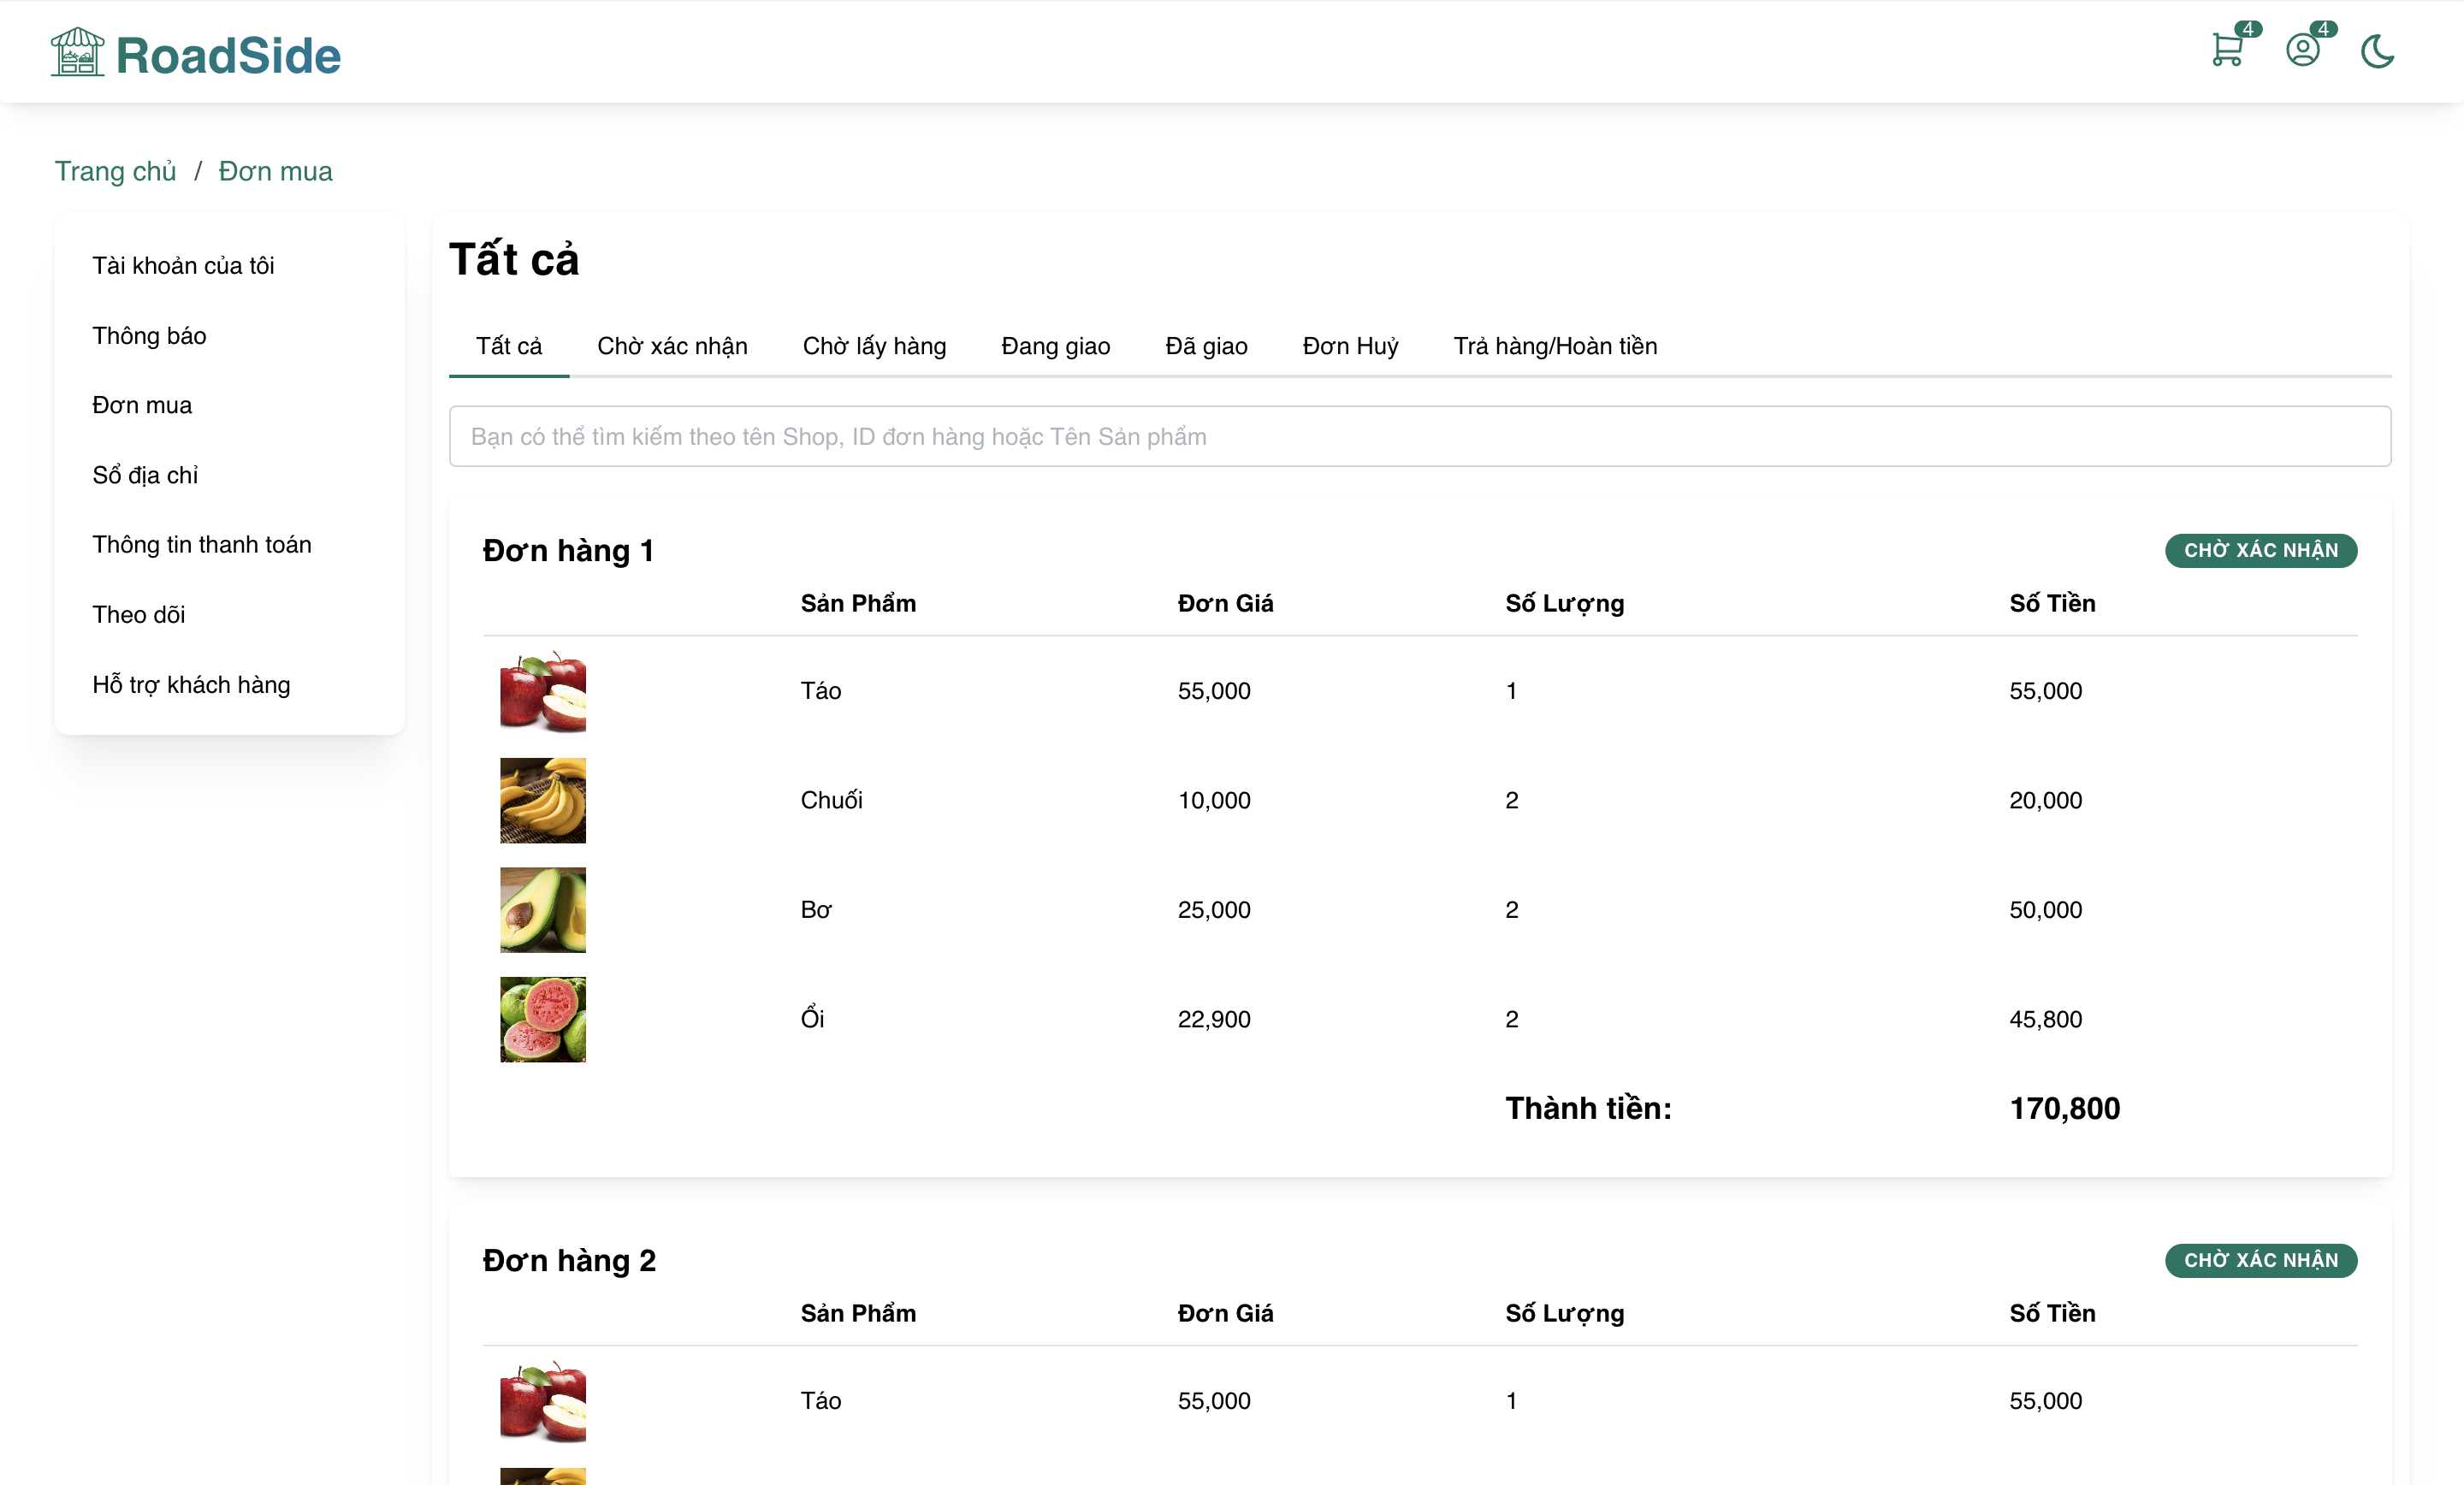 RoadSide
4
4
Trang chủ / Đơn mua
Tài khoản của tôi
Thông báo
Đơn mua
Sổ địa chỉ
Thông tin thanh toán
Theo dõi
Hỗ trợ khách hàng
Tất cả
Tất cả Chờ xác nhận Chờ lấy hàng Đang giao Đã giao Đơn Huỷ Trả hàng/Hoàn tiền
Bạn có thể tìm kiếm theo tên Shop, ID đơn hàng hoặc Tên Sản phẩm
Đơn hàng 1 CHỜ XÁC NHẬN
Sản Phẩm Đơn Giá Số Lượng Số Tiền
Táo 55,000 1 55,000
Chuối 10,000 2 20,000
Bơ 25,000 2 50,000
Ổi 22,900 2 45,800
Thành tiền: 170,800
Đơn hàng 2 CHỜ XÁC NHẬN
Sản Phẩm Đơn Giá Số Lượng Số Tiền
Táo 55,000 1 55,000